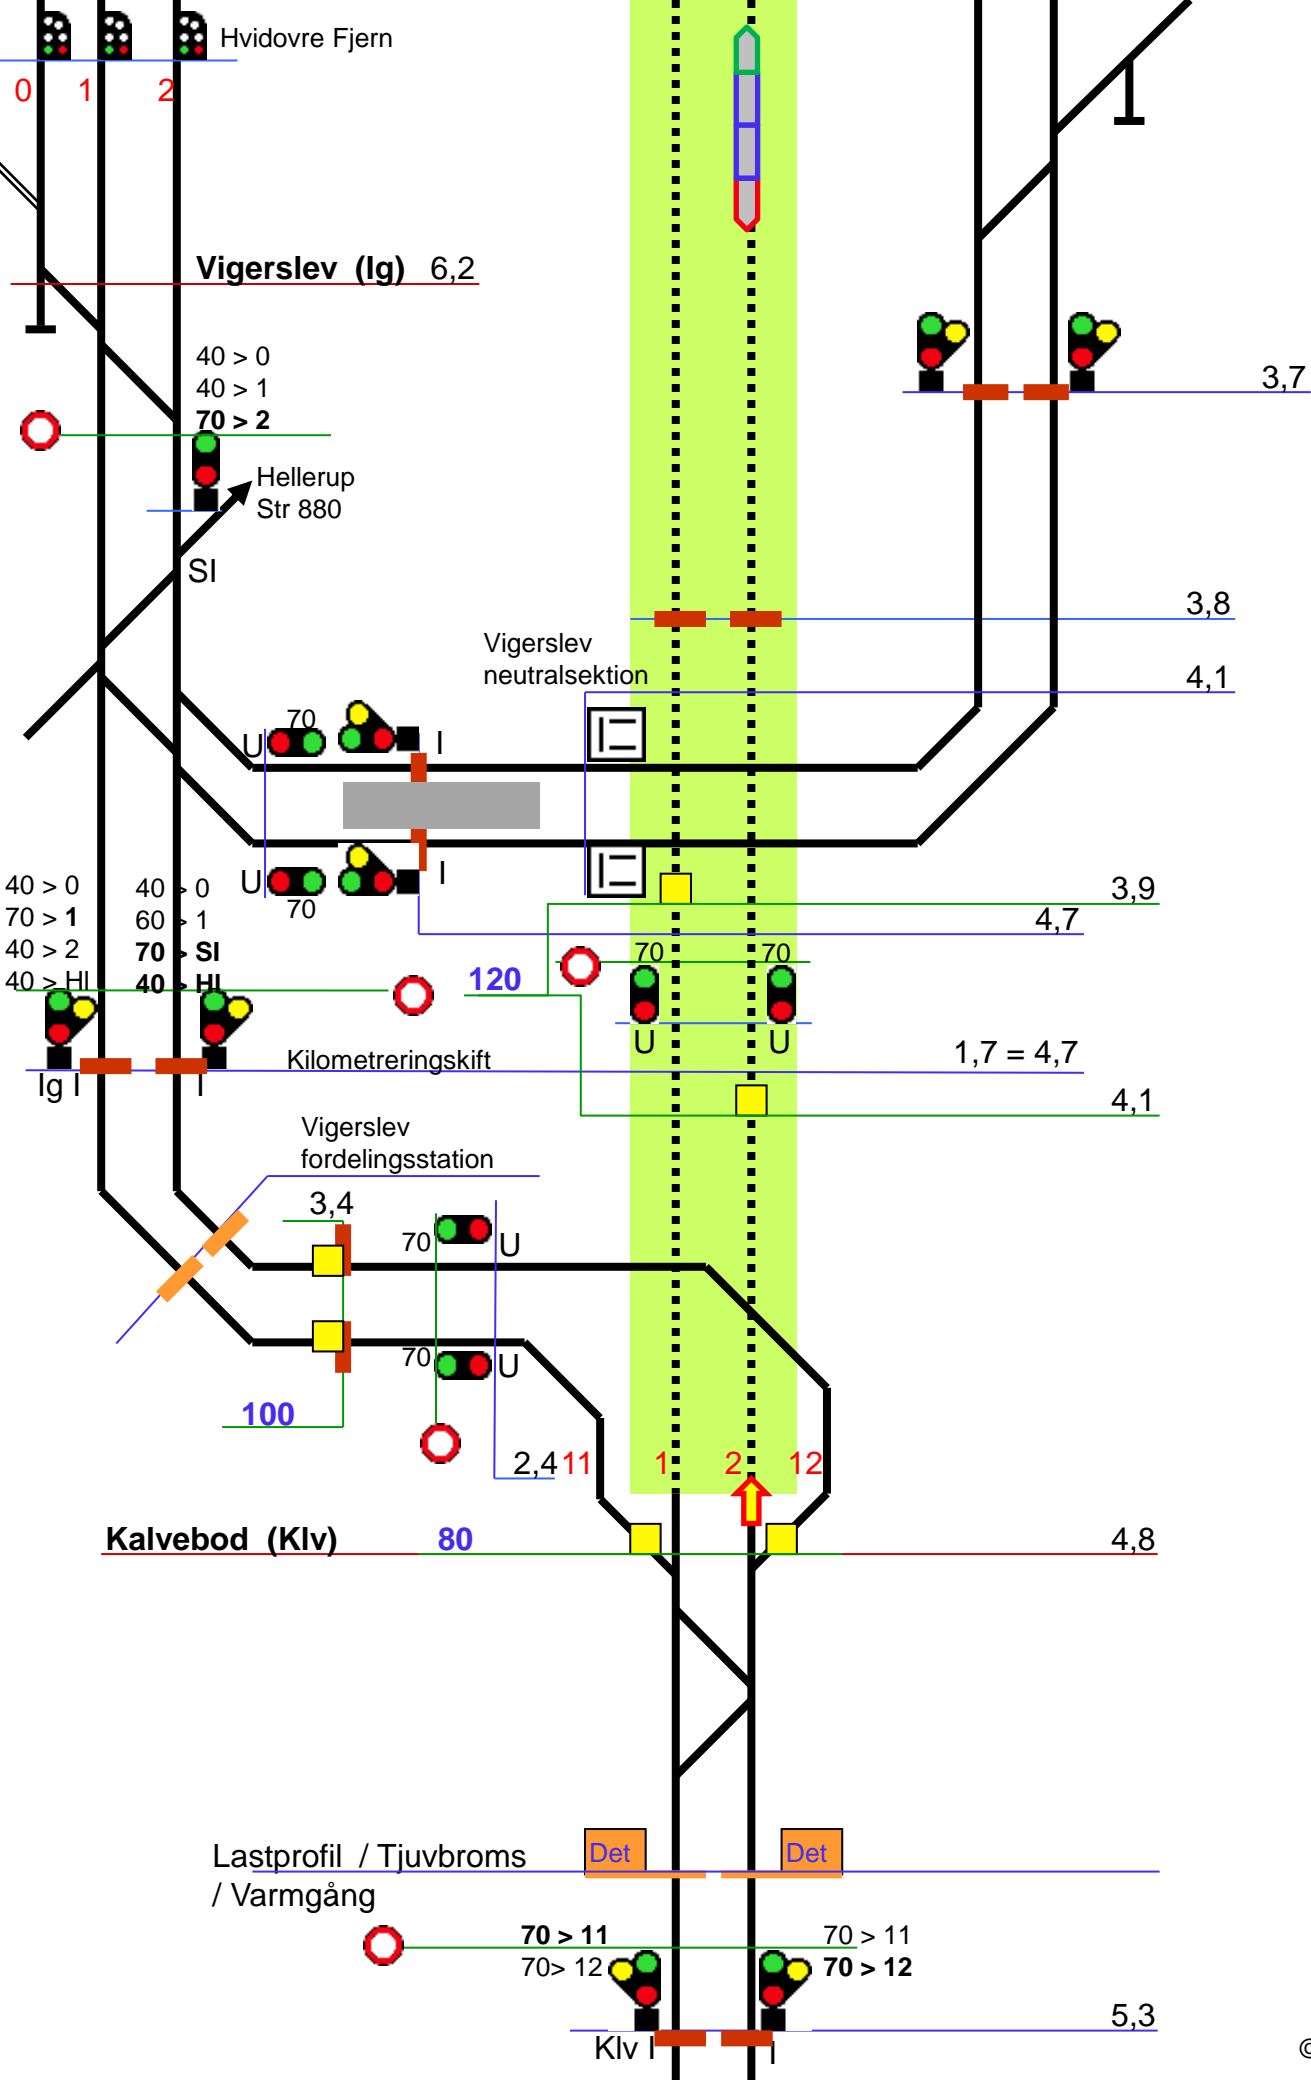 Hvidovre Fjern
0
1
2
Vigerslev (Ig) 6,2
40 > 0
40 > 1
70 > 2
3,7
Hellerup
Str 880
SI
3,8
Vigerslev
neutralsektion
4,1
70
U
I
U
I
70
40 > 0
70 > 1
40 > 2
40 > HI
40 > 0
60 > 1
70 > SI
40 > HI
3,9
4,7
70
70
120
U
U
Ig I
I
Kilometreringskift
1,7 = 4,7
4,1
Vigerslev
fordelingsstation
3,4
70
U
70
U
100
2,4
11
1
2
12
Kalvebod (Klv)
80
4,8
Det
Det
Lastprofil / Tjuvbroms
/ Varmgång
70 > 11
70> 12
70 > 11
70 > 12
5,3
Klv I
I
©